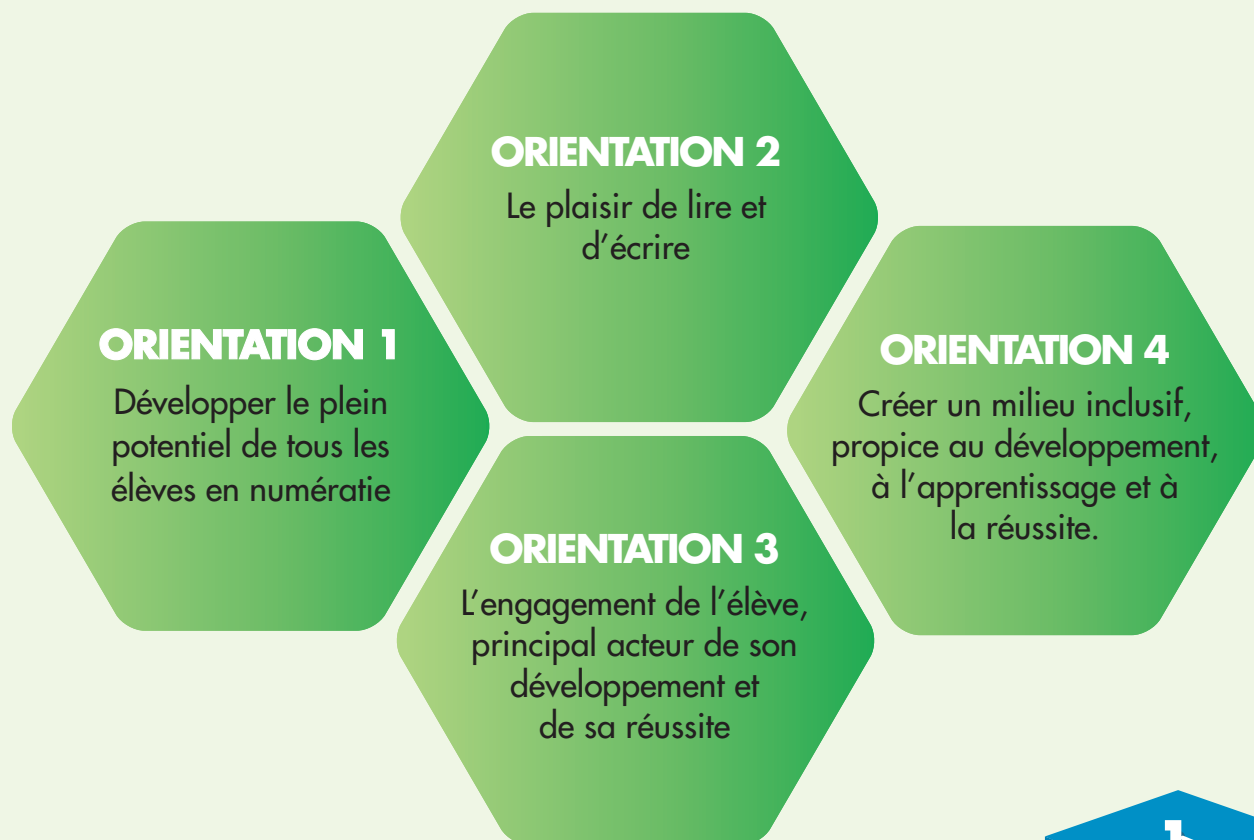 ORIENTATION 1
Développer le plein
potentiel de tous les
élèves en numératie
ORIENTATION 2
Le plaisir de lire et
d'écrire
ORIENTATION 3
L'engagement de l'élève,
principal acteur de son
développement et
de sa réussite
ORIENTATION 4
Créer un milieu inclusif,
propice au développement,
à l'apprentissage et à
la réussite.